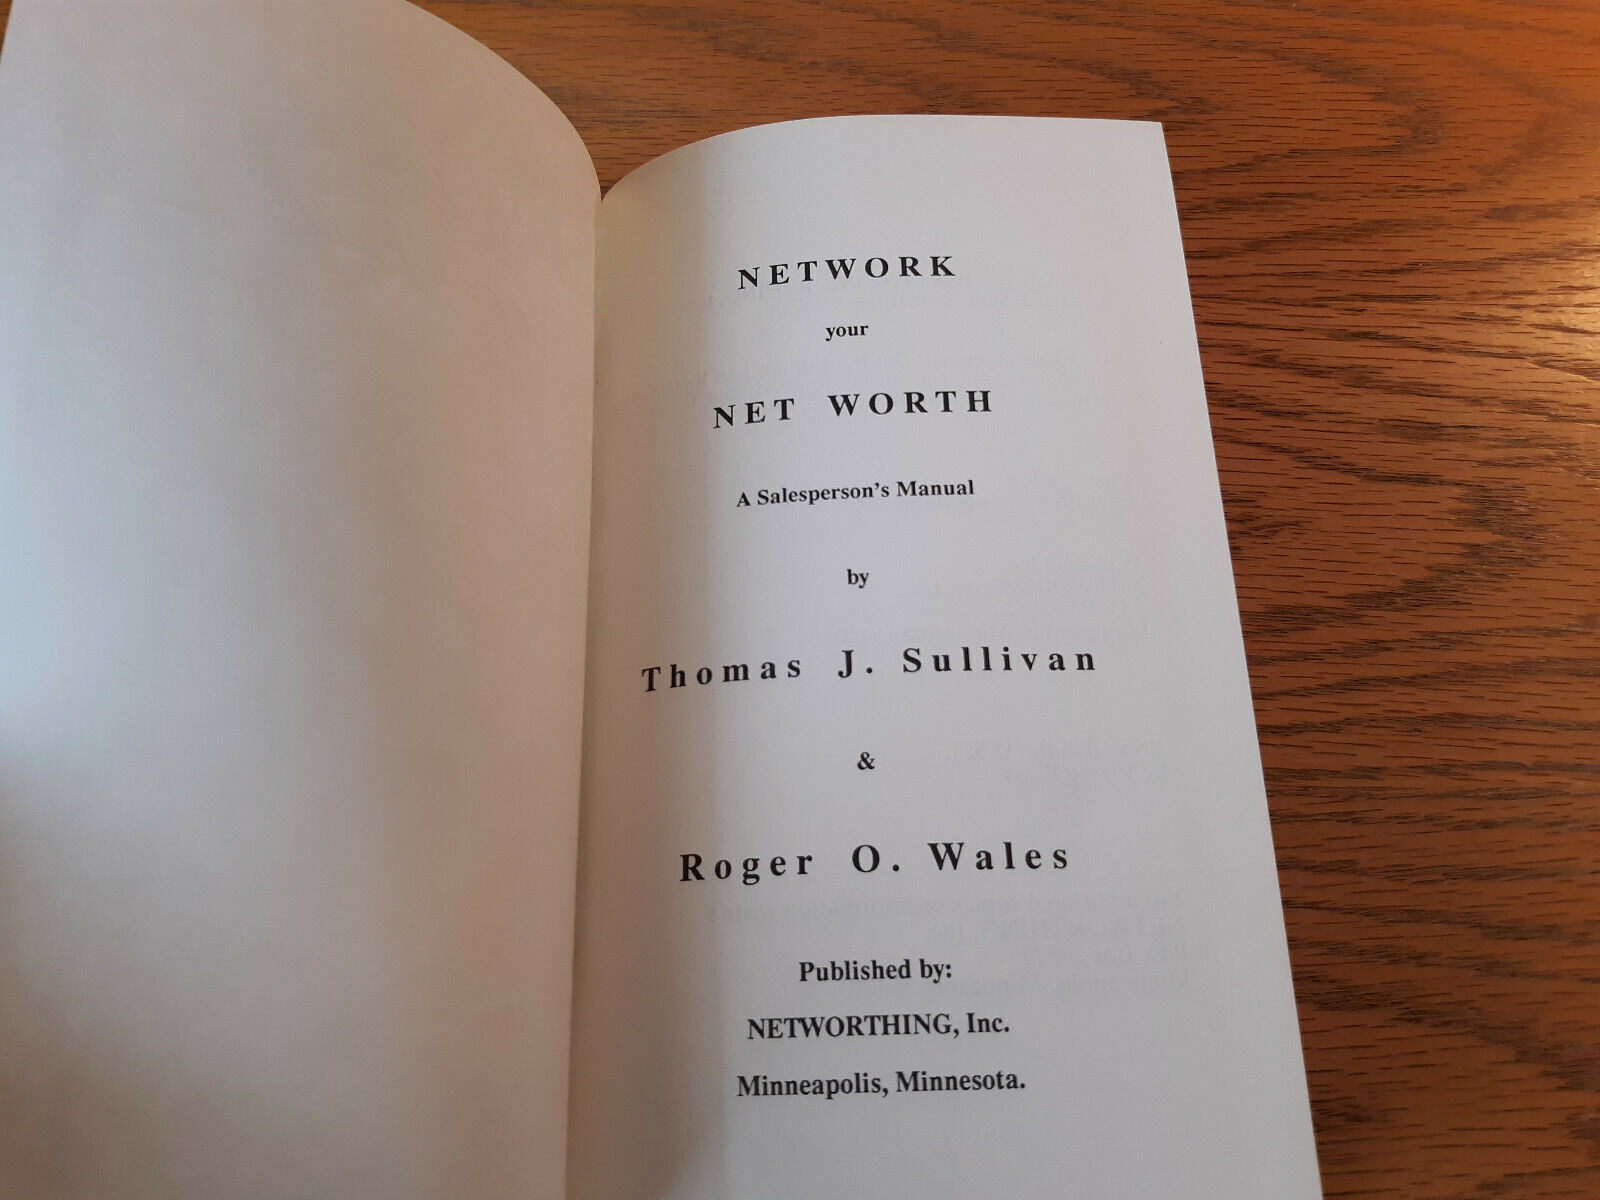 NETWORK
your
NET WORTH
A Salesperson's Manual
by
Thomas J. Sullivan
&
Roger O. Wales
Published by:
NETWORTHING, Inc.
Minneapolis, Minnesota.